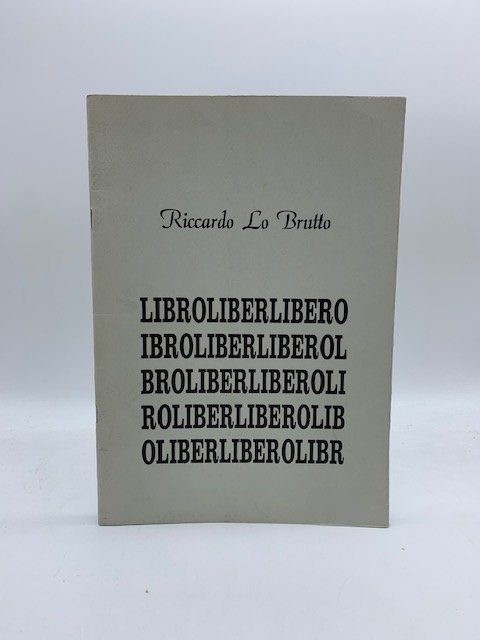 Riccardo Lo Brutto
LIBROLIBERLIBERO
IBROLIBERLIBEROL
BROLIBERLIBEROLI
ROLIBERLIBEROLIB
OLIBERLIBEROLIBR